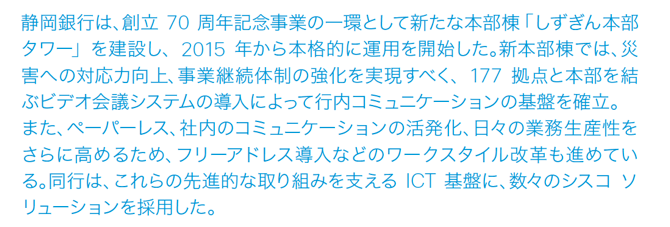 静岡銀行は、創立 70 周年記念事業の一環として新たな本部棟「しずぎん本部
タワー」を建設し、2015 年から本格的に運用を開始した。新本部棟では、災
害への対応力向上、事業継続体制の強化を実現すべく、177 拠点と本部を結
ぶビデオ会議システムの導入によって行内コミュニケーションの基盤を確立。
また、ペーパーレス、社内のコミュニケーションの活発化、日々の業務生産性を
さらに高めるため、フリーアドレス導入などのワークスタイル改革も進めてい
る。同行は、これらの先進的な取り組みを支える ICT 基盤に、数々のシスコ ソ
リューションを採用した。